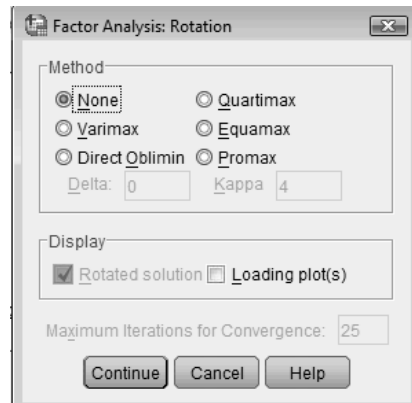 Factor Analysis: Rotation
Method
None Quartimax
Varimax Equamax
Direct Oblimin Promax
Delta: 0 Kappa 4
Display
Rotated solution Loading plot(s)
Maximum Iterations for Convergence: 25
Continue Cancel Help